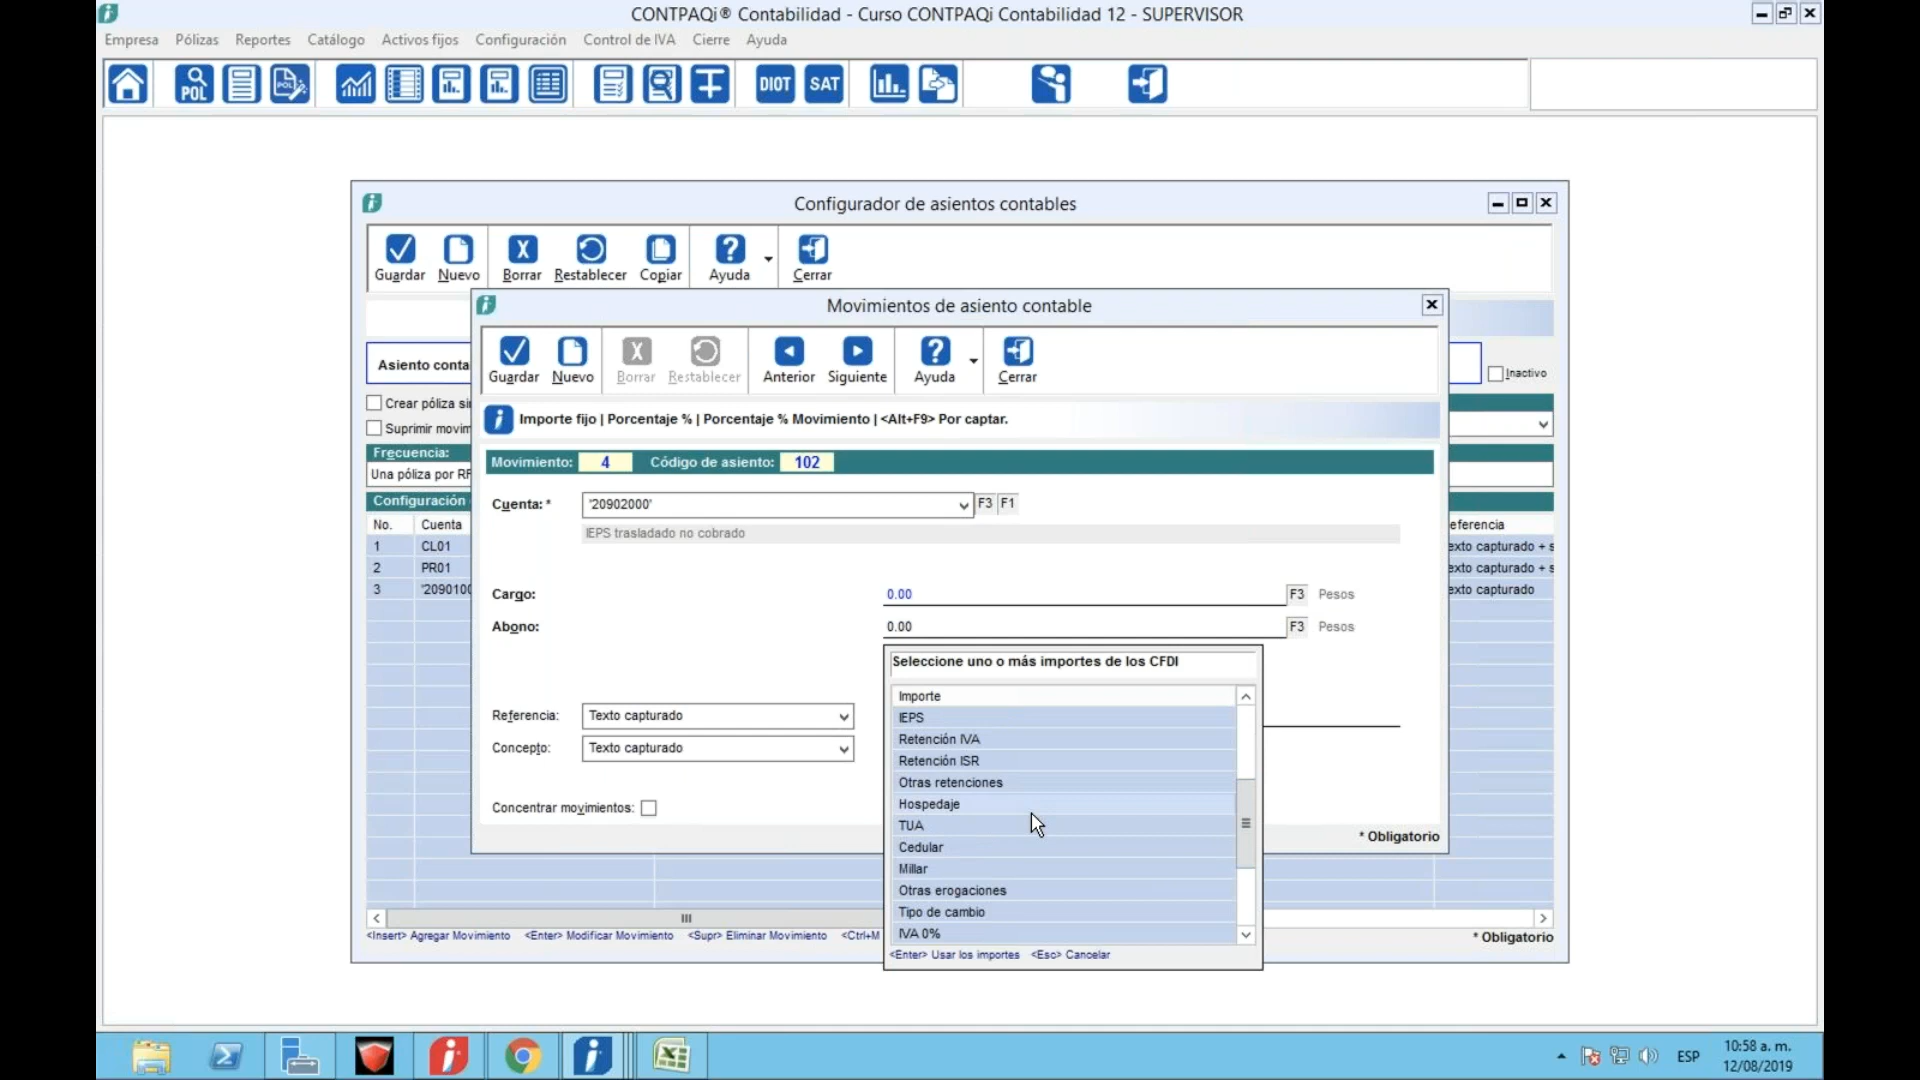 CONTPAQi® Contabilidad - Curso CONTPAQi Contabilidad 12 - SUPERVISOR
Empresa Pólizas Reportes Catálogo Activos fijos Configuración Control de IVA Cierre Ayuda
POL POL DIOT SAT
Configurador de asientos contables
Guardar Nuevo Borrar Restablecer Copiar Ayuda Cerrar
Movimientos de asiento contable
Guardar Nuevo Borrar Restablecer Anterior Siguiente Ayuda Cerrar
Asiento conta
Inactivo
Crear póliza sin
Suprimir movim
Importe fijo | Porcentaje % | Porcentaje % Movimiento | <Alt+F9> Por captar.
Frecuencia:
Una póliza por RF
Movimiento: 4 Código de asiento: 102
Configuración
No. Cuenta
eferencia
1 CL01
exto capturado + s
2 PR01
exto capturado + s
3 '2090100
exto capturado
Cuenta:* '20902000' F3 F1
IEPS trasladado no cobrado
Cargo: 0.00 F3 Pesos
Abono: 0.00 F3 Pesos
Referencia: Texto capturado
Concepto: Texto capturado
Concentrar movimientos:
* Obligatorio
Seleccione uno o más importes de los CFDI
Importe
IEPS
Retención IVA
Retención ISR
Otras retenciones
Hospedaje
TUA
Cedular
Millar
Otras erogaciones
Tipo de cambio
IVA 0%
<Enter> Usar los importes <Esc> Cancelar
<Insert> Agregar Movimiento <Enter> Modificar Movimiento <Supr> Eliminar Movimiento <Ctrl+M
* Obligatorio
ESP
10:58 a. m.
12/08/2019